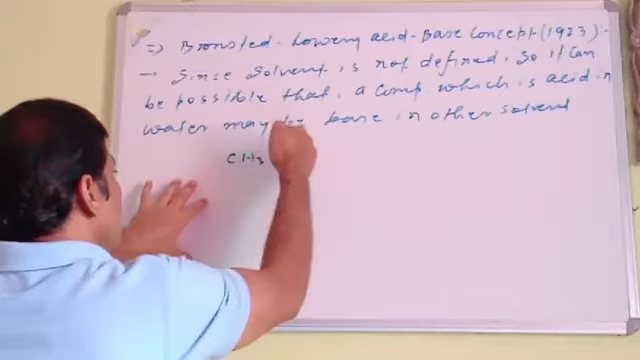 ⇒ Bronsted-Lowery acid-Base Concept (1923) :-
→ Since Solvent is not defined, So it can
be possible that, a comp. which is acid in
water may be base in other solvent
CH3